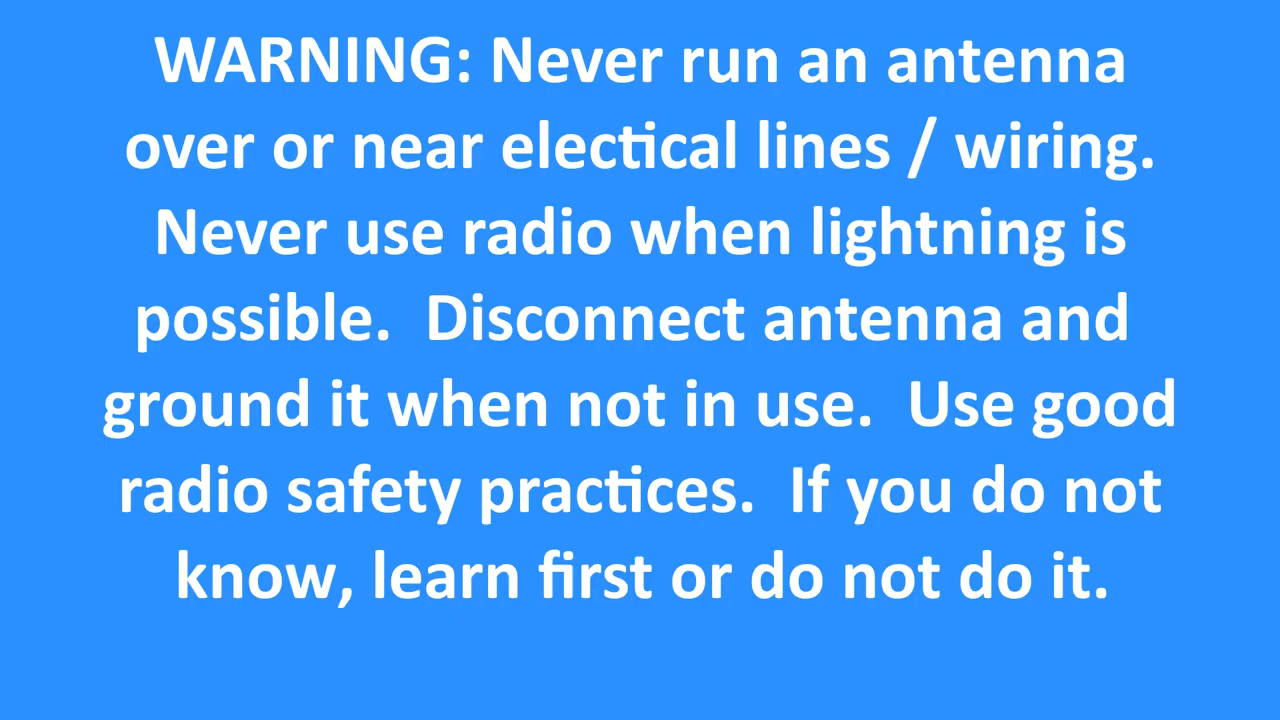 WARNING: Never run an antenna
over or near electical lines / wiring.
Never use radio when lightning is
possible.  Disconnect antenna and
ground it when not in use.  Use good
radio safety practices.  If you do not
know, learn first or do not do it.